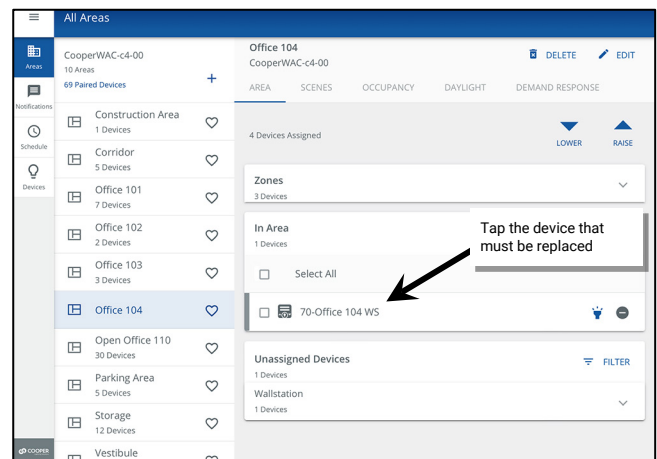 All Areas
Areas
Notifications
Schedule
Devices
COOPER
CooperWAC-c4-00
10 Areas
69 Paired Devices
+
Construction Area
1 Devices
Corridor
5 Devices
Office 101
7 Devices
Office 102
2 Devices
Office 103
3 Devices
Office 104
Open Office 110
30 Devices
Parking Area
5 Devices
Storage
12 Devices
Vestibule
Office 104
CooperWAC-c4-00
DELETE
EDIT
AREA SCENES OCCUPANCY DAYLIGHT DEMAND RESPONSE
4 Devices Assigned
LOWER
RAISE
Zones
3 Devices
In Area
1 Devices
Tap the device that
must be replaced
Select All
70-Office 104 WS
Unassigned Devices
1 Devices
FILTER
Wallstation
1 Devices